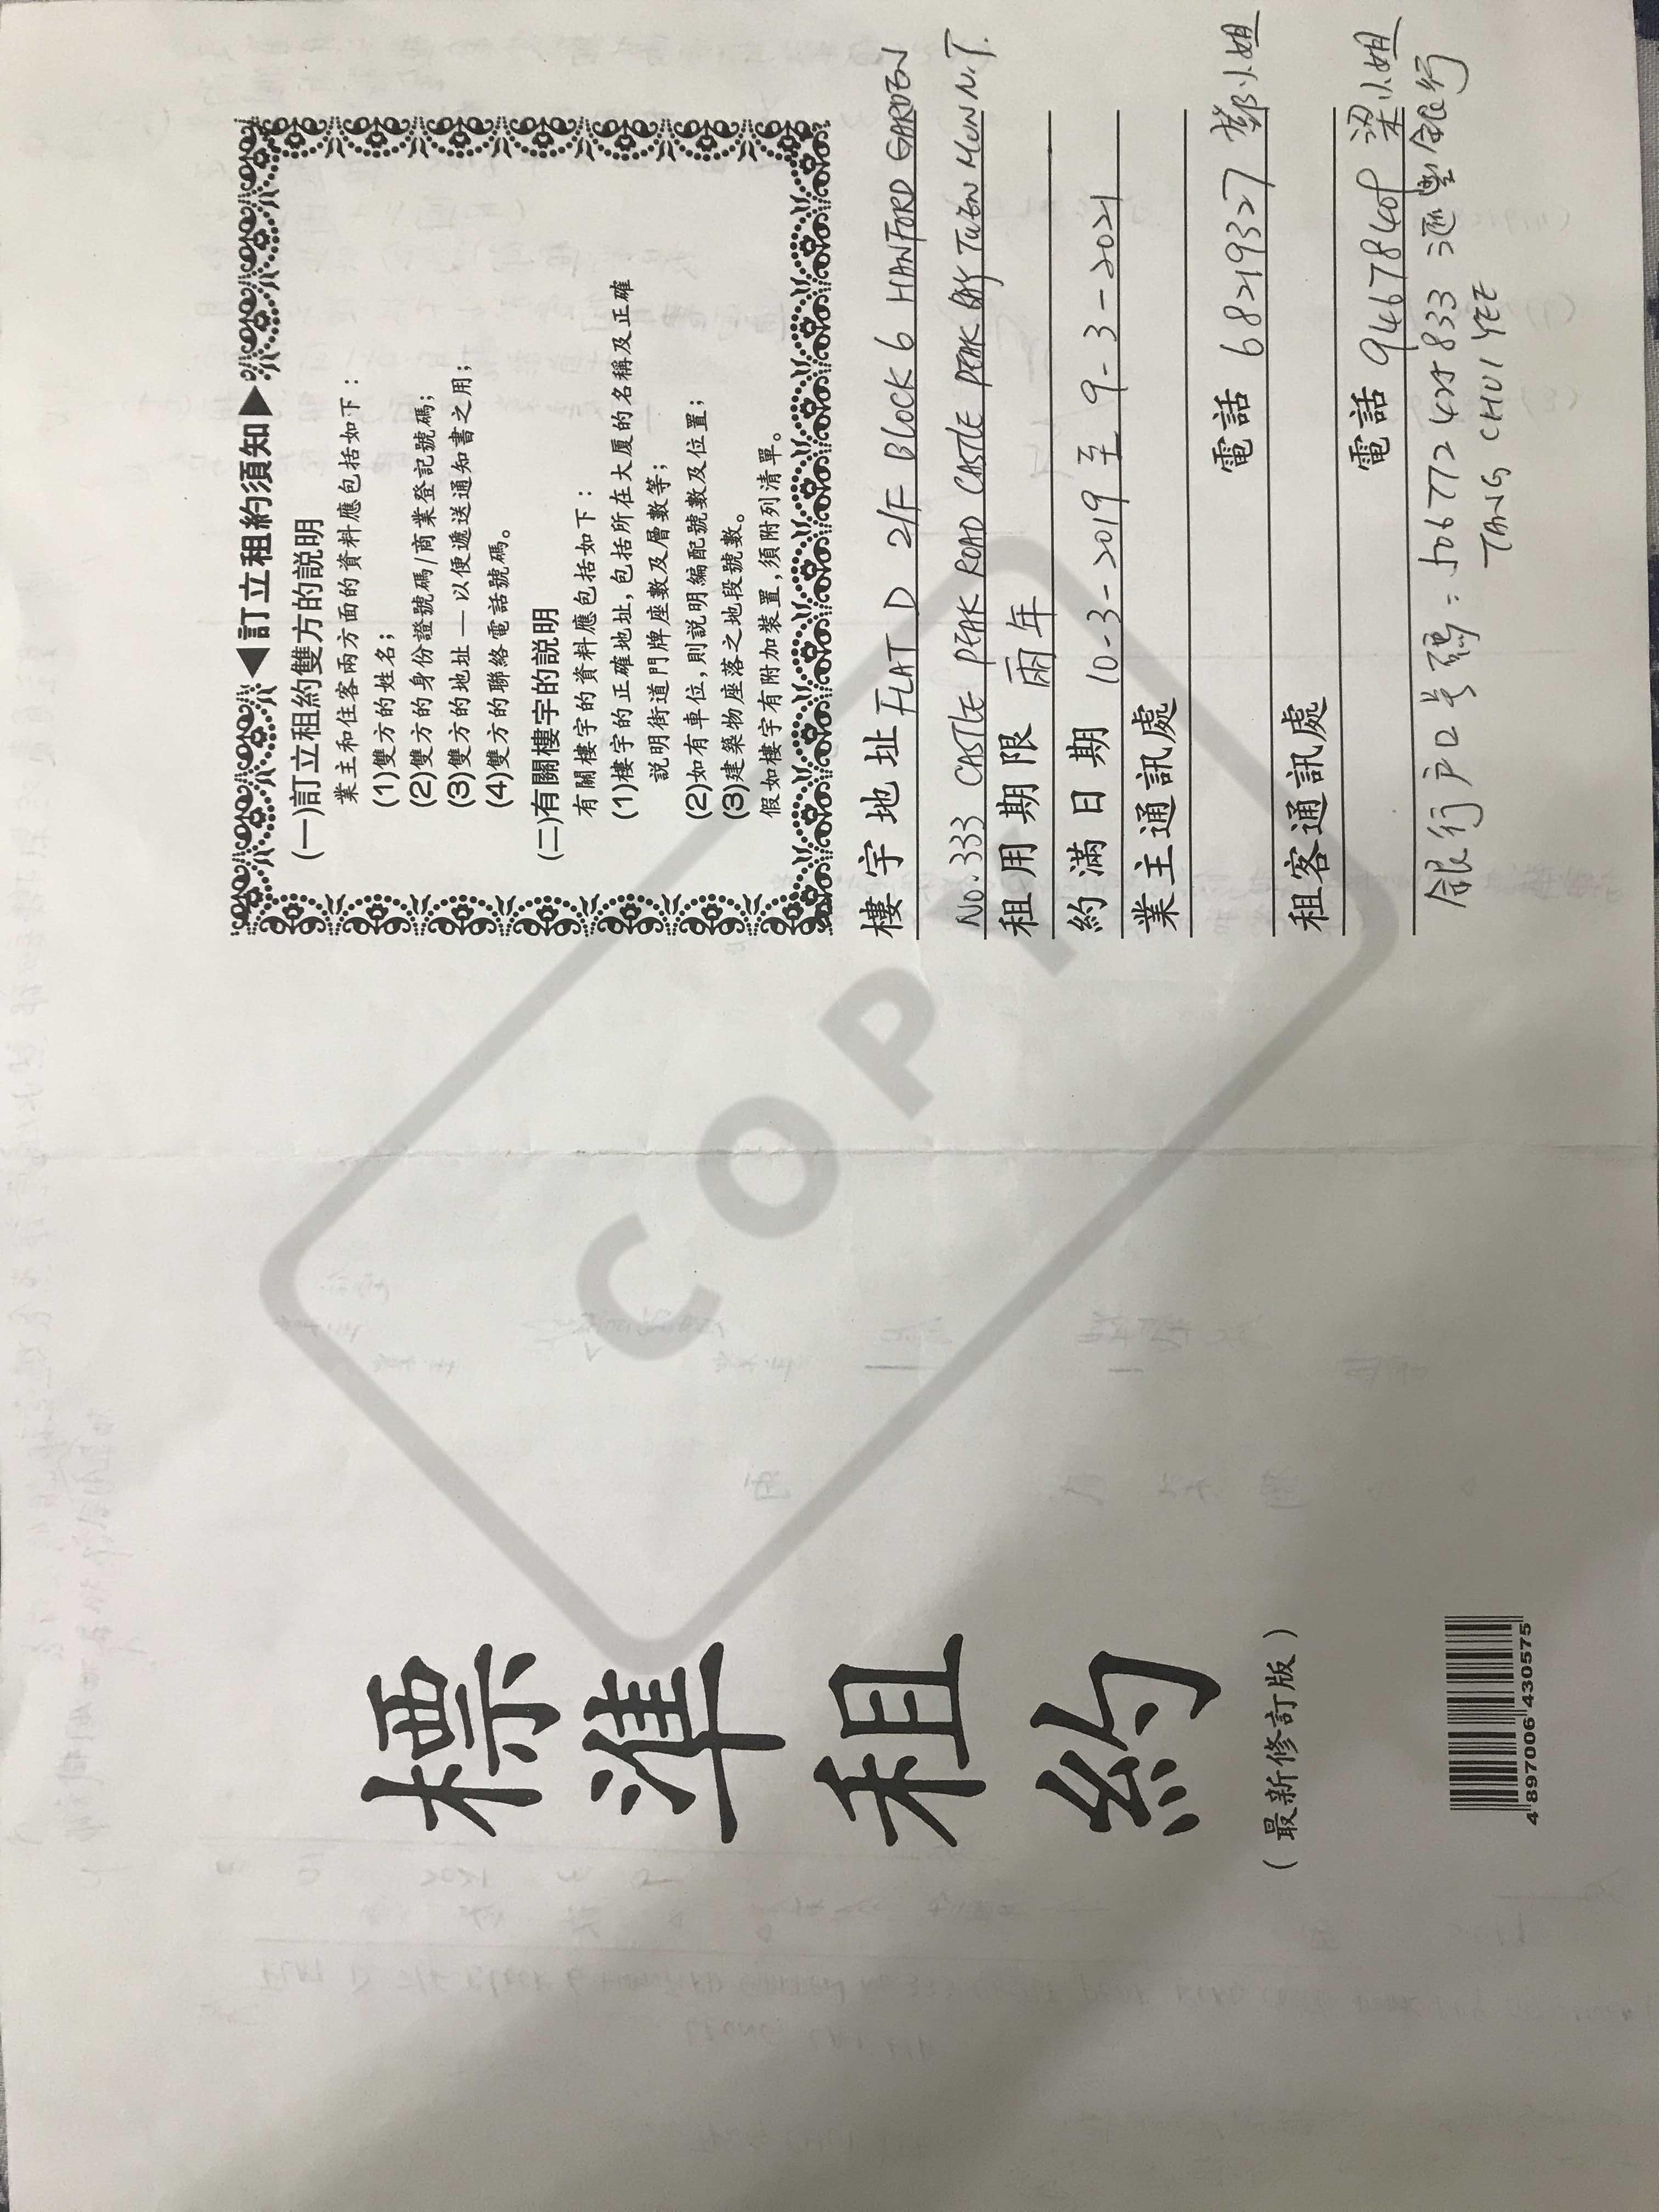 標準租約
(最新修訂版)
4 897006 430575
◀訂立租約須知▶
(一)訂立租約雙方的説明
業主和住客兩方面的資料應包括如下：
(1)雙方的姓名；
(2)雙方的身份證號碼/商業登記號碼；
(3)雙方的地址—以便遞送通知書之用；
(4)雙方的聯絡電話號碼。
(二)有關樓宇的説明
有關樓宇的資料應包括如下：
(1)樓宇的正確地址，包括所在大廈的名稱及正確
説明街道門牌座數及層數等；
(2)如有車位，則説明編配號數及位置；
(3)建築物座落之地段號數。
假如樓宇有附加裝置，須附列清單。
樓宇地址 FLAT D 2/F BLOCK 6 HANFORD GARDEN
No.333 CASTLE PEAK ROAD CASTLE PEAK BAY TUEN MUN N.T.
租用期限 兩年
約滿日期 10-3-2019 至 9-3-2021
業主通訊處
電話 68219327 鄧小姐
租客通訊處
電話 94678408 梁小姐
銀行户口号碼: 506772428833 滙豐銀行
TANG CHUI YEE
COPY